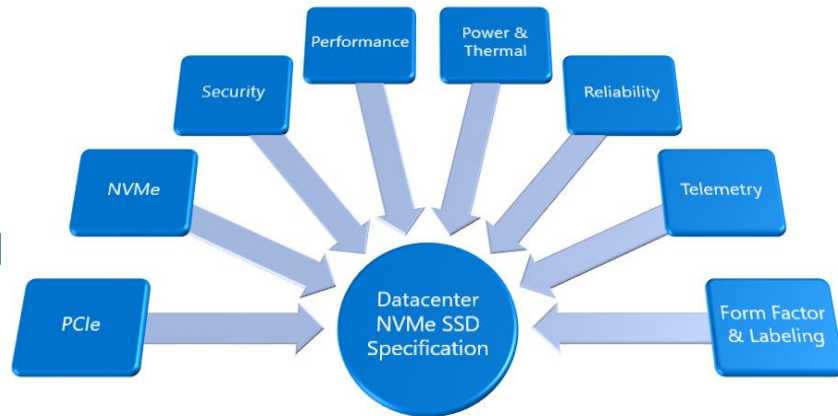 PCIe
NVMe
Security
Performance
Power &
Thermal
Reliability
Telemetry
Form Factor
& Labeling
Datacenter
NVMe SSD
Specification